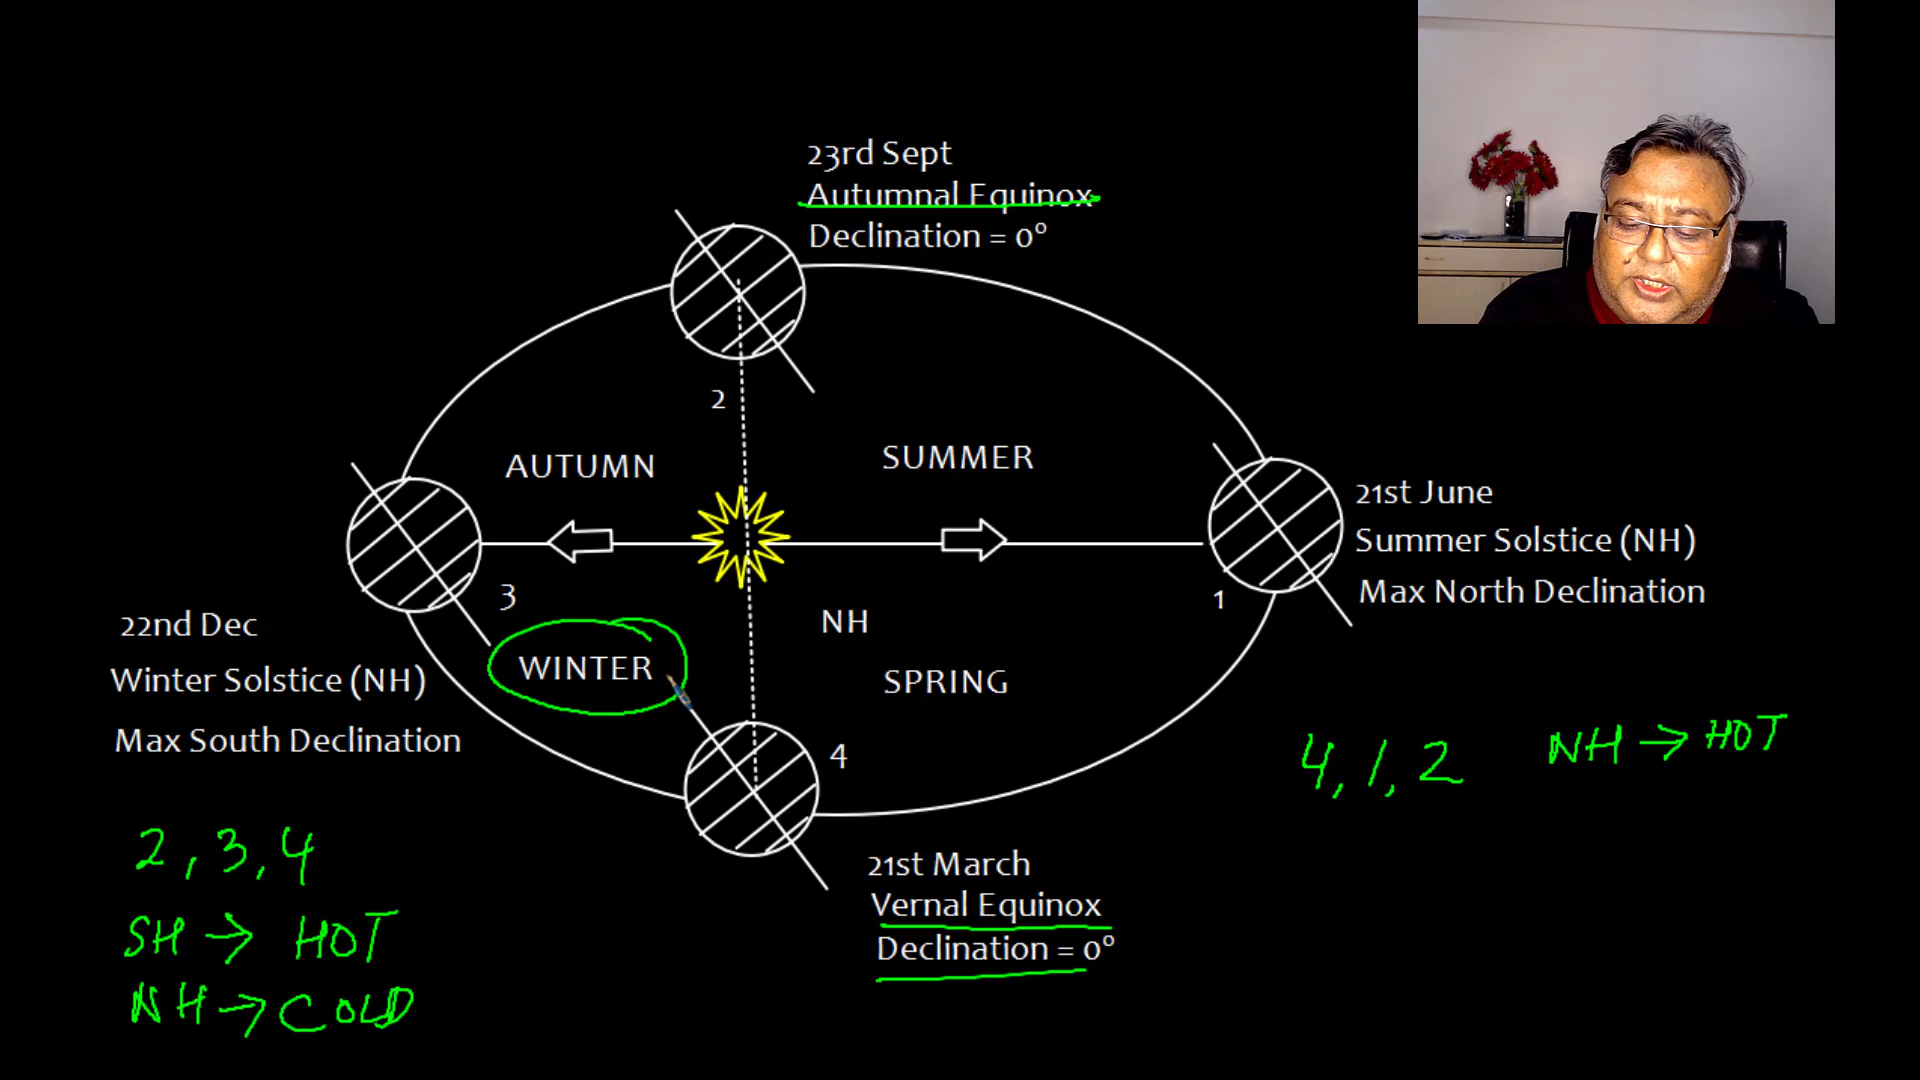 23rd Sept
Autumnal Equinox
Declination = 0°
2
AUTUMN
SUMMER
21st June
Summer Solstice (NH)
Max North Declination
1
3
22nd Dec
Winter Solstice (NH)
Max South Declination
WINTER
NH
SPRING
4
21st March
Vernal Equinox
Declination = 0°
4, 1, 2 NH → HOT
2, 3, 4
SH → HOT
NH → COLD